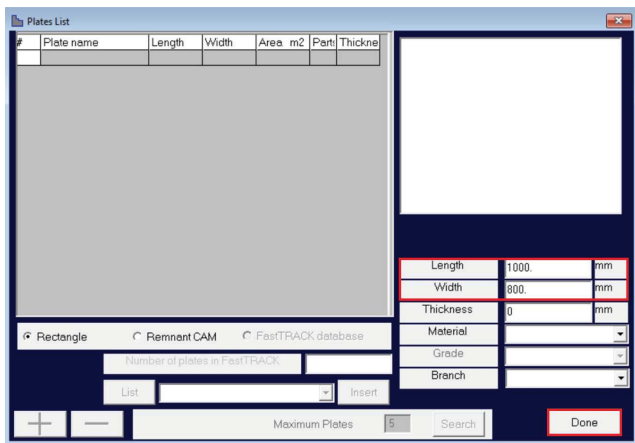 Plates List
# Plate name Length Width Area m2 Parts Thickne
Length 1000. mm
Width 800. mm
Thickness 0 mm
Material
Grade
Branch
Rectangle Remnant CAM FastTRACK database
Number of plates in FastTRACK
List Insert
Maximum Plates 5 Search
Done